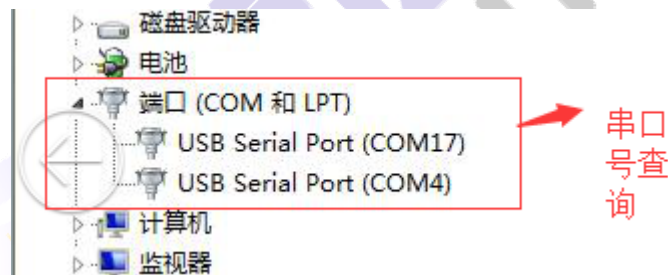 磁盘驱动器
电池
端口 (COM 和 LPT)
USB Serial Port (COM17)
USB Serial Port (COM4)
计算机
监视器
串口
号查
询